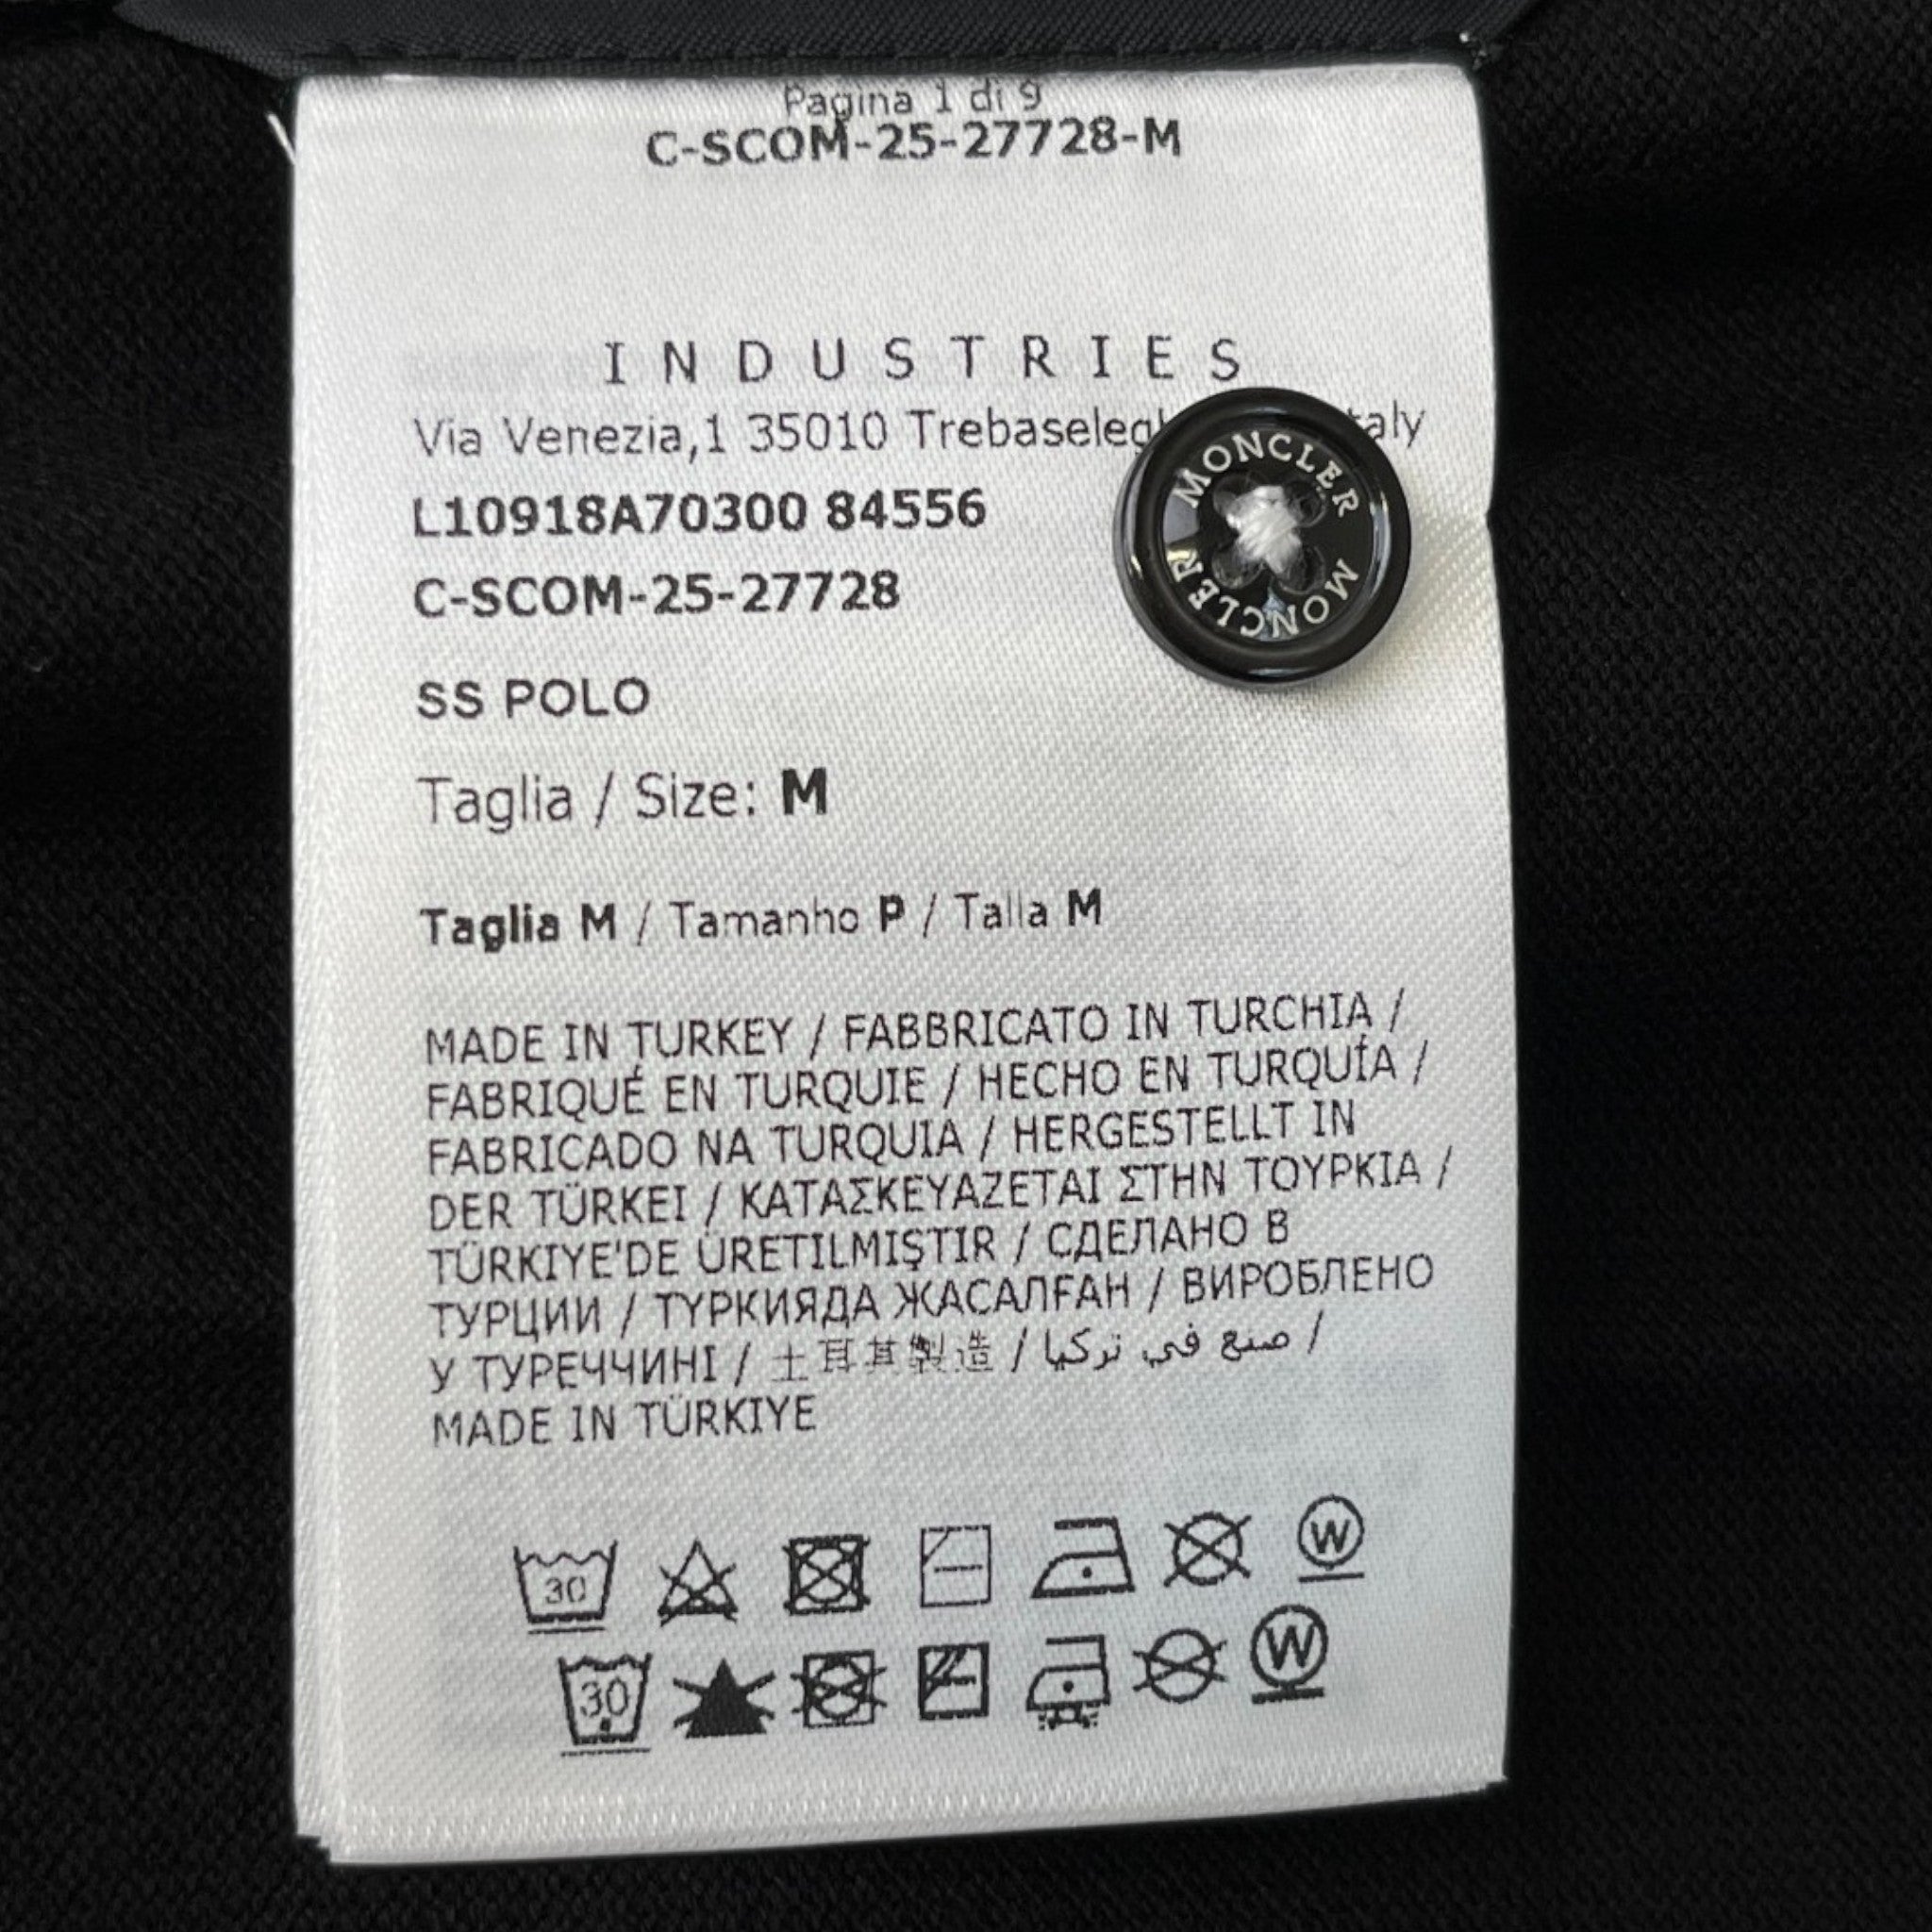 Pagina 1 di 9
C-SCOM-25-27728-M
INDUSTRIES
Via Venezia,1 35010
L10918A70300 84556
C-SCOM-25-27728
MONCLER MONCLER
SS POLO
Taglia / Size: M
Taglia M / Tamanho P / Talla M
MADE IN TURKEY / FABBRICATO IN TURCHIA /
FABRIQUÉ EN TURQUIE / HECHO EN TURQUÍA /
FABRICADO NA TURQUIA / HERGESTELLT IN
DER TÜRKEI / ΚΑΤΑΣΚΕΥΑΖΕΤΑΙ ΣΤΗΝ ΤΟΥΡΚΙΑ /
TÜRKIYE'DE ÜRETILMIŞTIR / СДЕЛАНО В
ТУРЦИИ / ТҮРКИЯДА ЖАСАЛҒАН / ВИРОБЛЕНО
У ТУРЕЧЧИНІ / 土耳其製造 / صنع في تركيا /
MADE IN TÜRKIYE
30 W
30 W